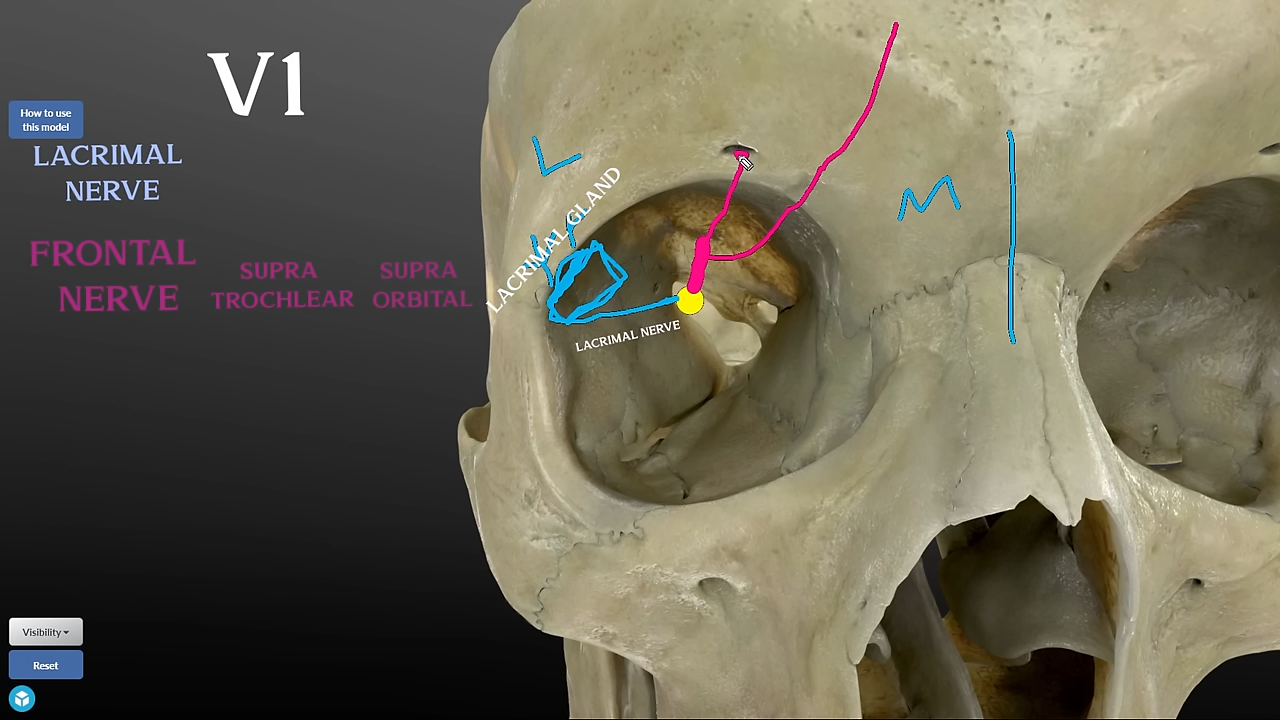 V1
How to use
this model
LACRIMAL
NERVE
FRONTAL
NERVE
SUPRA
TROCHLEAR
SUPRA
ORBITAL
L
LACRIMAL GLAND
LACRIMAL NERVE
M
Visibility
Reset